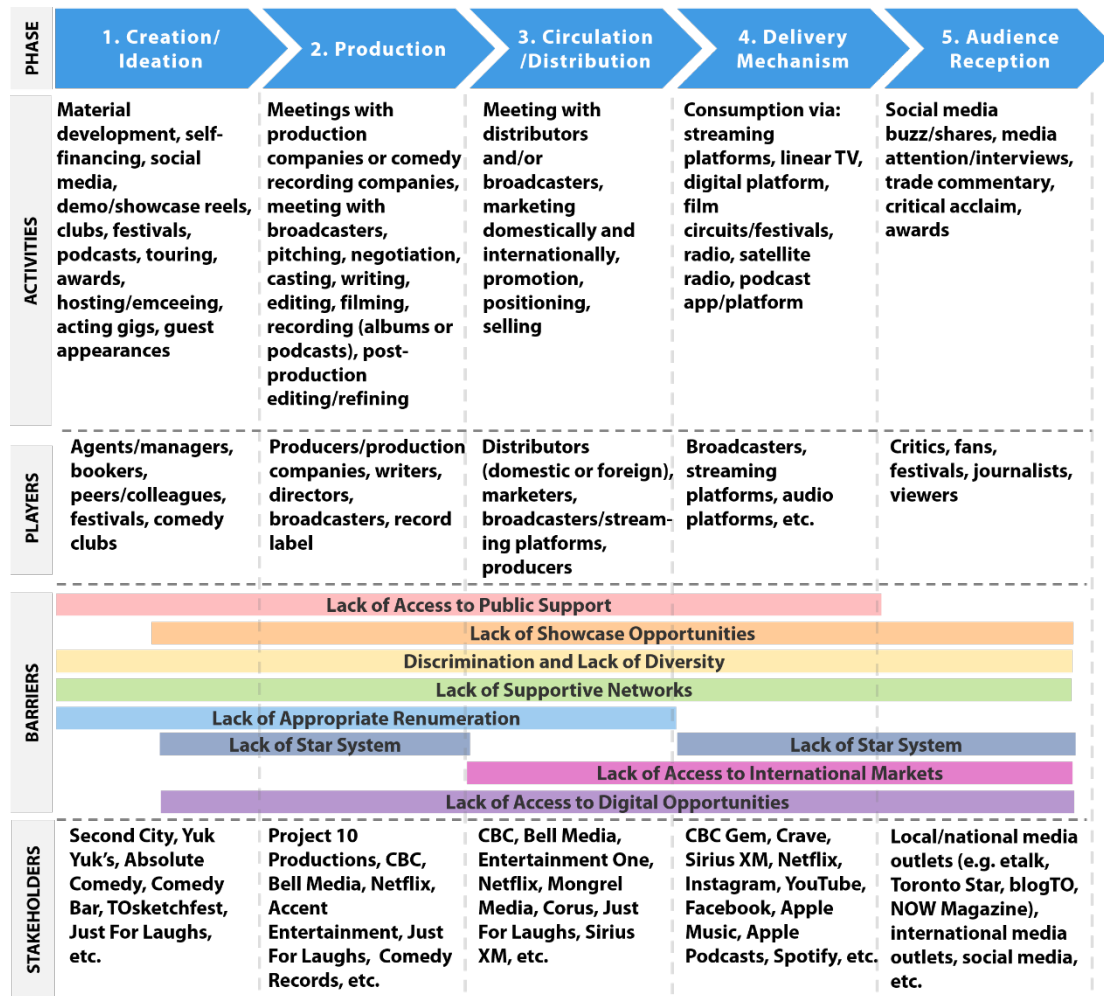 PHASE
1. Creation/
Ideation
2. Production
3. Circulation
/Distribution
4. Delivery
Mechanism
5. Audience
Reception
ACTIVITIES
Material
development, self-
financing, social
media,
demo/showcase reels,
clubs, festivals,
podcasts, touring,
awards,
hosting/emceeing,
acting gigs, guest
appearances
Meetings with
production
companies or comedy
recording companies,
meeting with
broadcasters,
pitching, negotiation,
casting, writing,
editing, filming,
recording (albums or
podcasts), post-
production
editing/refining
Meeting with
distributors
and/or
broadcasters,
marketing
domestically and
internationally,
promotion,
positioning,
selling
Consumption via:
streaming
platforms, linear TV,
digital platform,
film
circuits/festivals,
radio, satellite
radio, podcast
app/platform
Social media
buzz/shares, media
attention/interviews,
trade commentary,
critical acclaim,
awards
PLAYERS
Agents/managers,
bookers,
peers/colleagues,
festivals, comedy
clubs
Producers/production
companies, writers,
directors,
broadcasters, record
label
Distributors
(domestic or foreign),
marketers,
broadcasters/stream-
ing platforms,
producers
Broadcasters,
streaming
platforms, audio
platforms, etc.
Critics, fans,
festivals, journalists,
viewers
BARRIERS
Lack of Access to Public Support
Lack of Showcase Opportunities
Discrimination and Lack of Diversity
Lack of Supportive Networks
Lack of Appropriate Renumeration
Lack of Star System
Lack of Star System
Lack of Access to International Markets
Lack of Access to Digital Opportunities
STAKEHOLDERS
Second City, Yuk
Yuk's, Absolute
Comedy, Comedy
Bar, TOsketchfest,
Just For Laughs,
etc.
Project 10
Productions, CBC,
Bell Media, Netflix,
Accent
Entertainment, Just
For Laughs, Comedy
Records, etc.
CBC, Bell Media,
Entertainment One,
Netflix, Mongrel
Media, Corus, Just
For Laughs, Sirius
XM, etc.
CBC Gem, Crave,
Sirius XM, Netflix,
Instagram, YouTube,
Facebook, Apple
Music, Apple
Podcasts, Spotify, etc.
Local/national media
outlets (e.g. etalk,
Toronto Star, blogTO,
NOW Magazine),
international media
outlets, social media,
etc.